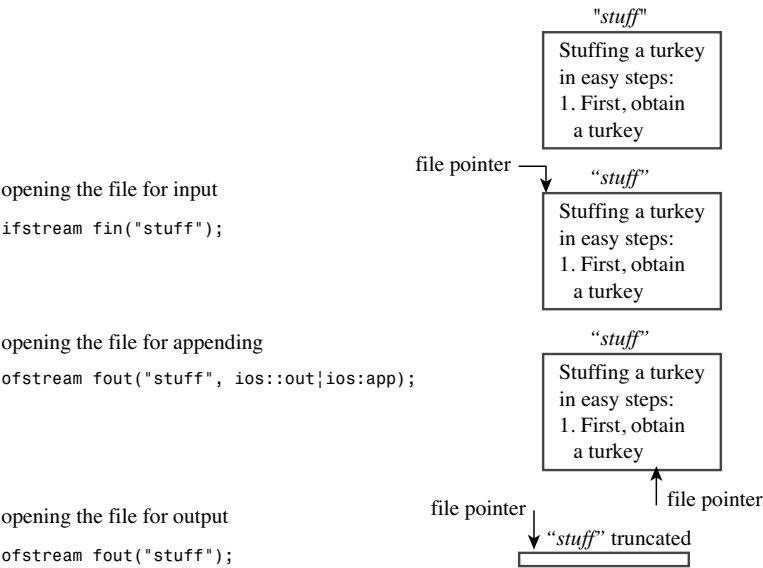 "stuff"
Stuffing a turkey
in easy steps:
1. First, obtain
a turkey
file pointer
opening the file for input
ifstream fin("stuff");
“stuff”
Stuffing a turkey
in easy steps:
1. First, obtain
a turkey
opening the file for appending
ofstream fout("stuff", ios::out¦ios:app);
“stuff”
Stuffing a turkey
in easy steps:
1. First, obtain
a turkey
file pointer
opening the file for output
ofstream fout("stuff");
file pointer
“stuff” truncated